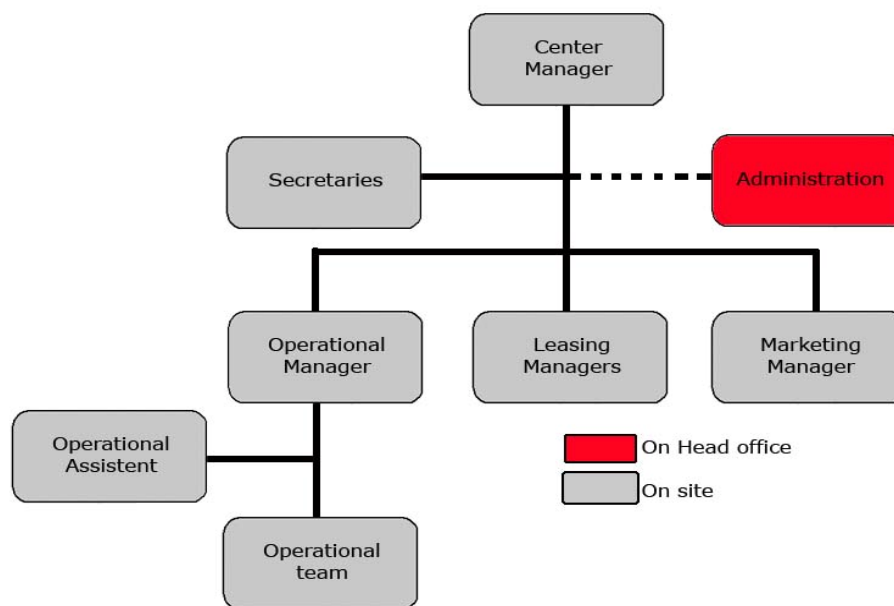 Center
Manager
Secretaries
Administration
Operational
Manager
Leasing
Managers
Marketing
Manager
Operational
Assistent
On Head office
On site
Operational
team